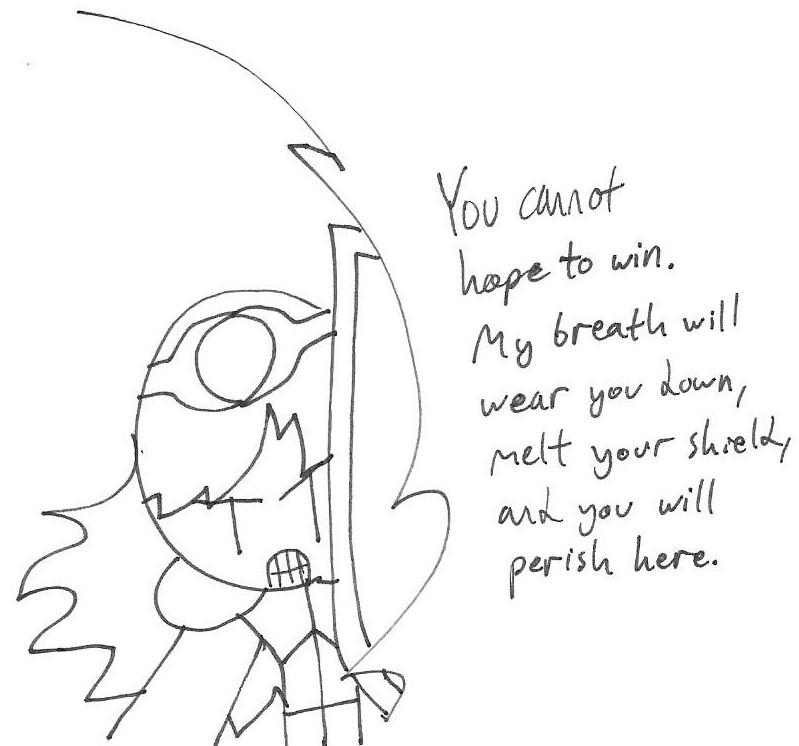 You cannot
hope to win.
My breath will
wear you down,
melt your shield,
and you will
perish here.